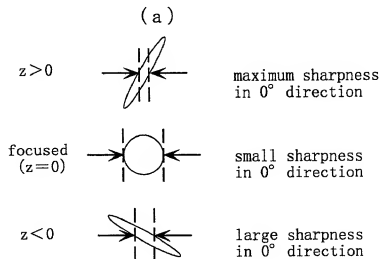 (a)
z>0
maximum sharpness
in 0° direction
focused
(z=0)
small sharpness
in 0° direction
z<0
large sharpness
in 0° direction